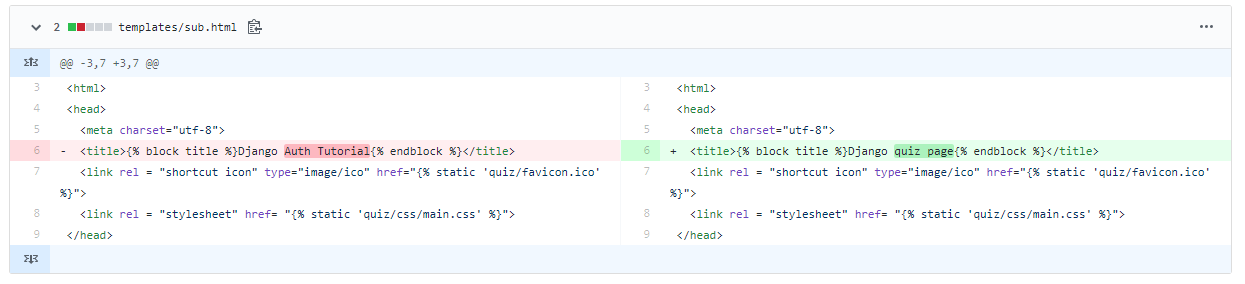 2 templates/sub.html
@@ -3,7 +3,7 @@
3 <html>
4 <head>
5 <meta charset="utf-8">
6 - <title>{% block title %}Django Auth Tutorial{% endblock %}</title>
7 <link rel = "shortcut icon" type="image/ico" href="{% static 'quiz/favicon.ico'
%}">
8 <link rel = "stylesheet" href= "{% static 'quiz/css/main.css' %}">
9 </head>
3 <html>
4 <head>
5 <meta charset="utf-8">
6 + <title>{% block title %}Django quiz page{% endblock %}</title>
7 <link rel = "shortcut icon" type="image/ico" href="{% static 'quiz/favicon.ico'
%}">
8 <link rel = "stylesheet" href= "{% static 'quiz/css/main.css' %}">
9 </head>